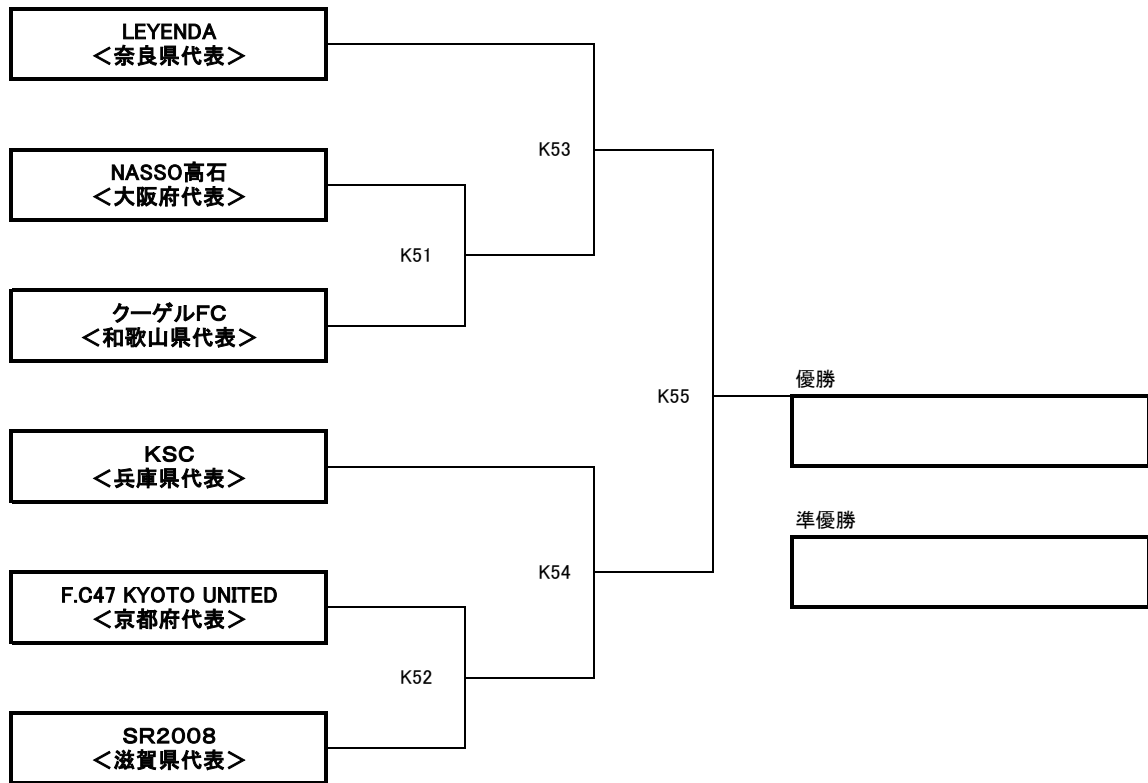 LEYENDA
＜奈良県代表＞
K53
NASSO高石
＜大阪府代表＞
K51
クーゲルFC
＜和歌山県代表＞
優勝
K55
KSC
＜兵庫県代表＞
準優勝
K54
F.C47 KYOTO UNITED
＜京都府代表＞
K52
SR2008
＜滋賀県代表＞